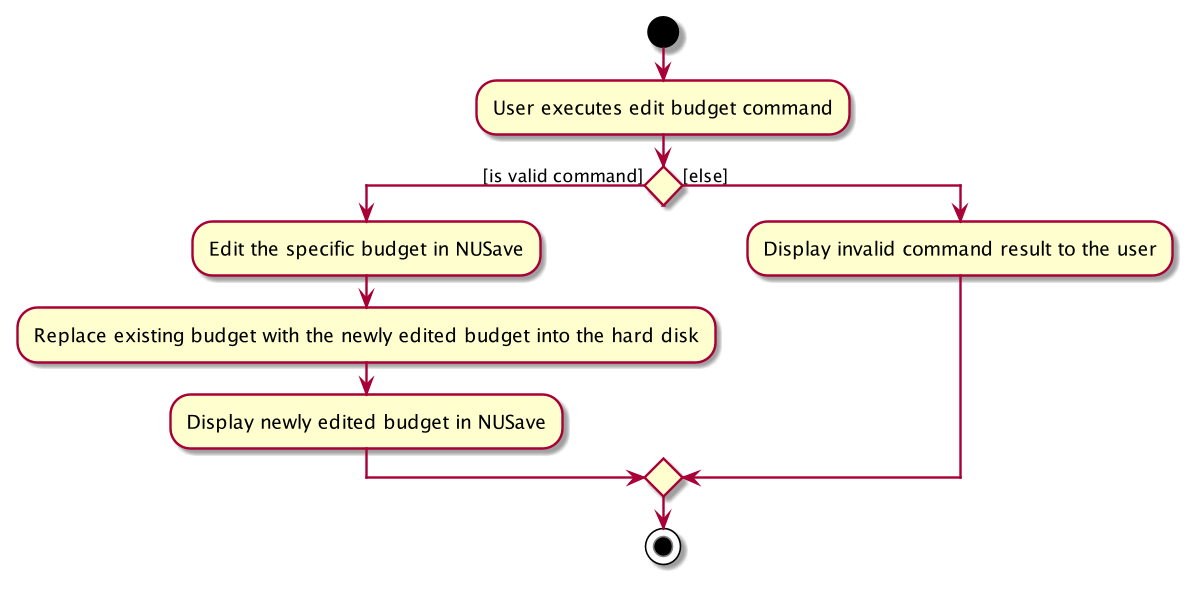 User executes edit budget command
[is valid command]
[else]
Edit the specific budget in NUSave
Display invalid command result to the user
Replace existing budget with the newly edited budget into the hard disk
Display newly edited budget in NUSave